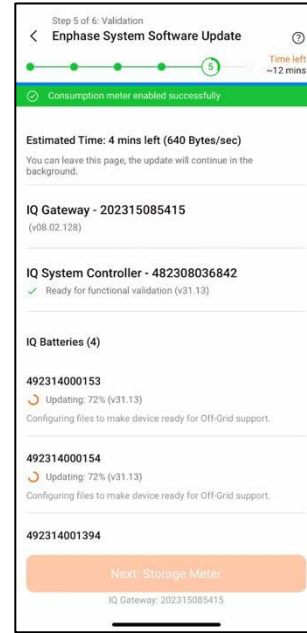 Step 5 of 6: Validation
Enphase System Software Update
5
Time left
~12 mins
Consumption meter enabled successfully
Estimated Time: 4 mins left (640 Bytes/sec)
You can leave this page, the update will continue in the
background.
IQ Gateway - 202315085415
(v08.02.128)
IQ System Controller - 482308036842
Ready for functional validation (v31.13)
IQ Batteries (4)
492314000153
Updating: 72% (v31.13)
Configuring files to make device ready for Off-Grid support.
492314000154
Updating: 72% (v31.13)
Configuring files to make device ready for Off-Grid support.
492314001394
Next: Storage Meter
IQ Gateway: 202315085415